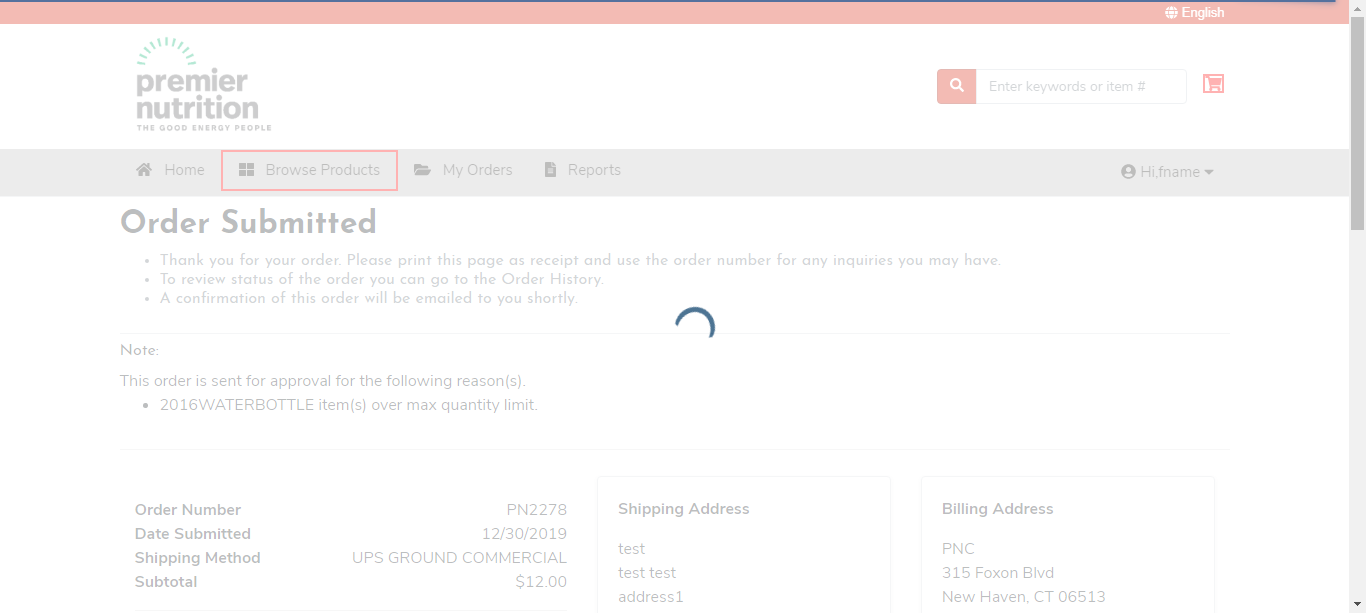 English
premier
nutrition
THE GOOD ENERGY PEOPLE
Enter keywords or item #
Home
Browse Products
My Orders
Reports
Hi,fname
Order Submitted
Thank you for your order. Please print this page as receipt and use the order number for any inquiries you may have.
To review status of the order you can go to the Order History.
A confirmation of this order will be emailed to you shortly.
Note:
This order is sent for approval for the following reason(s).
2016WATERBOTTLE item(s) over max quantity limit.
Order Number PN2278
Date Submitted 12/30/2019
Shipping Method UPS GROUND COMMERCIAL
Subtotal $12.00
Shipping Address
test
test test
address1
Billing Address
PNC
315 Foxon Blvd
New Haven, CT 06513